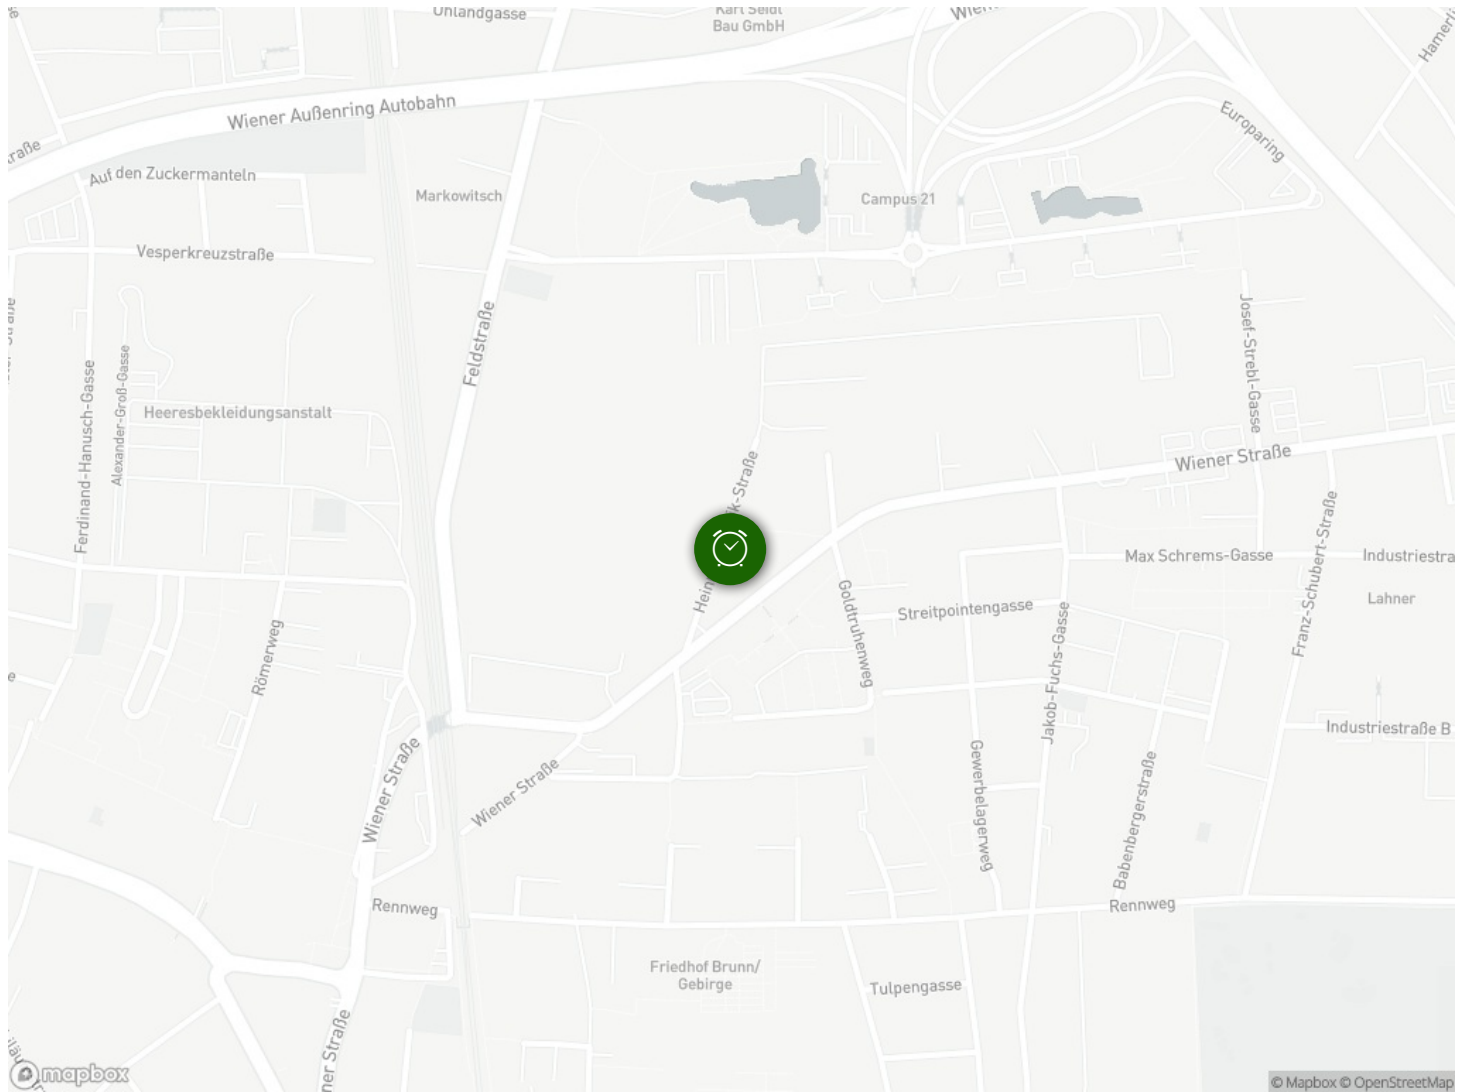 Uhlandgasse
Karl Seidl
Bau GmbH
Wiener Außenring Autobahn
Europaring
Auf den Zuckermanteln
Markowitsch
Campus 21
Vesperkreuzstraße
Feldstraße
Josef-Strebl-Gasse
Ferdinand-Hanusch-Gasse
Alexander-Groß-Gasse
Heeresbekleidungsanstalt
Wiener Straße
Max Schrems-Gasse
Industriestra
Lahner
Franz-Schubert-Straße
Goldtruhenweg
Streitpointengasse
Römerweg
Jakob-Fuchs-Gasse
Industriestraße B
Wiener Straße
Wiener Straße
Gewerbelagerweg
Babenbergerstraße
Rennweg
Rennweg
Friedhof Brunn/
Gebirge
Tulpengasse
mapbox
© Mapbox © OpenStreetMap